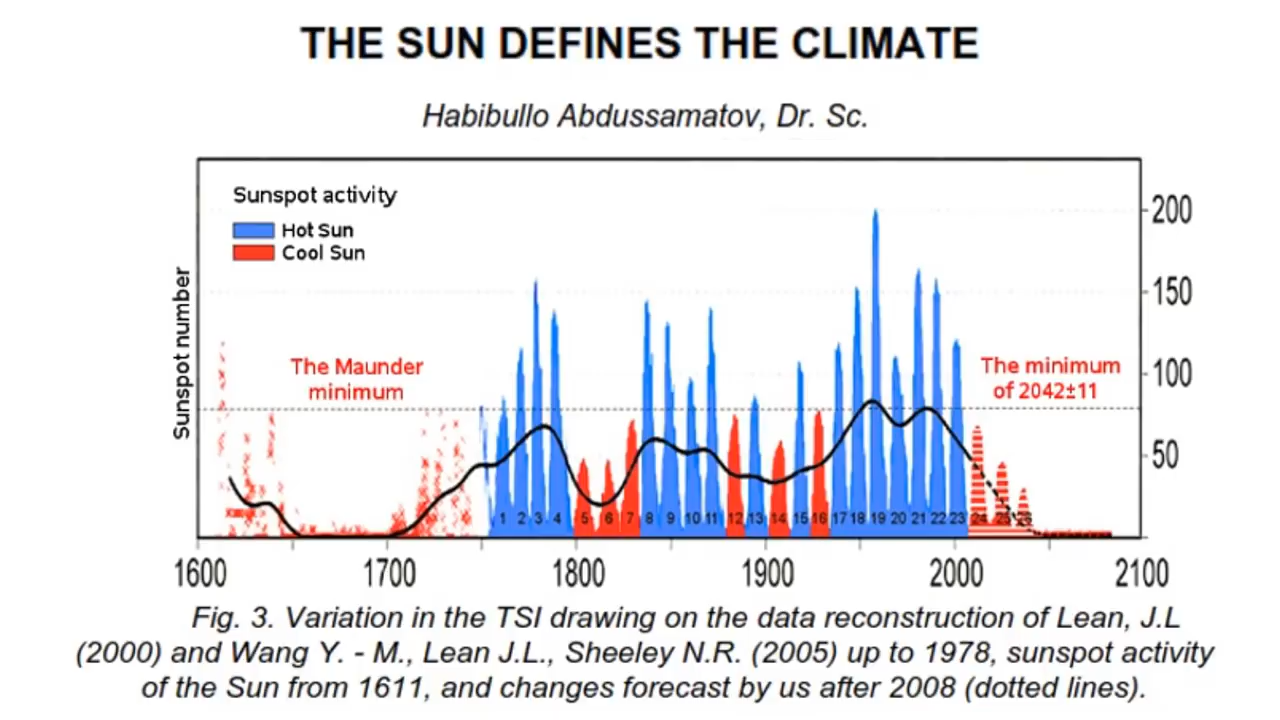 THE SUN DEFINES THE CLIMATE
Habibullo Abdussamatov, Dr. Sc.
Sunspot activity
Hot Sun
Cool Sun
Sunspot number
The Maunder
minimum
The minimum
of 2042±11
200
150
100
50
1 2 3 4 5 6 7 8 9 10 11 12 13 14 15 16 17 18 19 20 21 22 23 24 25 26
1600 1700 1800 1900 2000 2100
Fig. 3. Variation in the TSI drawing on the data reconstruction of Lean, J.L
(2000) and Wang Y. - M., Lean J.L., Sheeley N.R. (2005) up to 1978, sunspot activity
of the Sun from 1611, and changes forecast by us after 2008 (dotted lines).